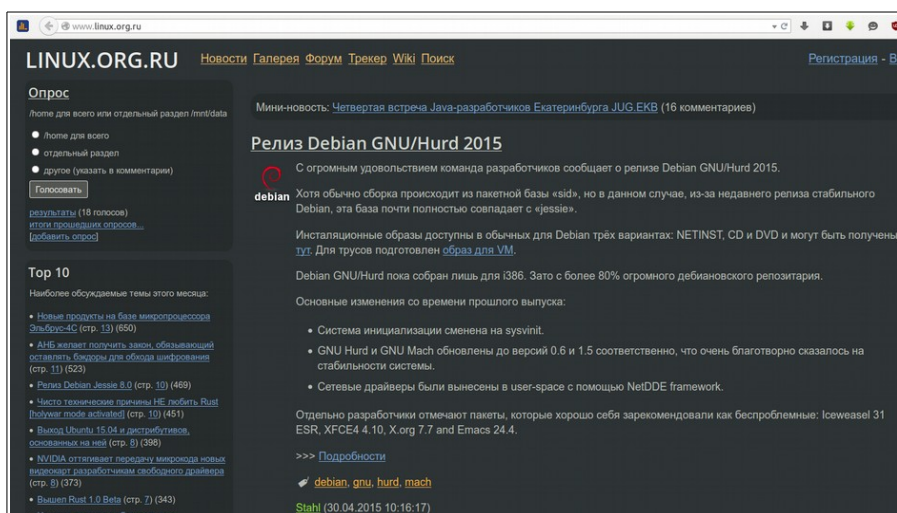 www.linux.org.ru
LINUX.ORG.RU
Новости Галерея Форум Трекер Wiki Поиск
Регистрация -
Опрос
/home для всего или отдельный раздел /mnt/data
/home для всего
отдельный раздел
другое (указать в комментарии)
Голосовать
результаты (18 голосов)
итоги прошедших опросов...
[добавить опрос]
Top 10
Наиболее обсуждаемые темы этого месяца:
• Новые продукты на базе микропроцессора
Эльбрус-4С (стр. 13) (650)
• АНБ желает получить закон, обязывающий
оставлять бэкдоры для обхода шифрования
(стр. 11) (523)
• Релиз Debian Jessie 8.0 (стр. 10) (469)
• Чисто технические причины НЕ любить Rust
[holywar mode activated] (стр. 10) (451)
• Выход Ubuntu 15.04 и дистрибутивов,
основанных на ней (стр. 8) (398)
• NVIDIA оттягивает передачу микрокода новых
видеокарт разработчикам свободного драйвера
(стр. 8) (373)
• Вышел Rust 1.0 Beta (стр. 7) (343)
Мини-новость: Четвертая встреча Java-разработчиков Екатеринбурга JUG.EKB (16 комментариев)
Релиз Debian GNU/Hurd 2015
debian
С огромным удовольствием команда разработчиков сообщает о релизе Debian GNU/Hurd 2015.
Хотя обычно сборка происходит из пакетной базы «sid», но в данном случае, из-за недавнего релиза стабильного
Debian, эта база почти полностью совпадает с «jessie».
Инсталяционные образы доступны в обычных для Debian трёх вариантах: NETINST, CD и DVD и могут быть получены
тут. Для трусов подготовлен образ для VM.
Debian GNU/Hurd пока собран лишь для i386. Зато с более 80% огромного дебиановского репозитария.
Основные изменения со времени прошлого выпуска:
• Система инициализации сменена на sysvinit.
• GNU Hurd и GNU Mach обновлены до версий 0.6 и 1.5 соответственно, что очень благотворно сказалось на
стабильности системы.
• Сетевые драйверы были вынесены в user-space с помощью NetDDE framework.
Отдельно разработчики отмечают пакеты, которые хорошо себя зарекомендовали как беспроблемные: Iceweasel 31
ESR, XFCE4 4.10, X.org 7.7 and Emacs 24.4.
>>> Подробности
debian, gnu, hurd, mach
Stahl (30.04.2015 10:16:17)